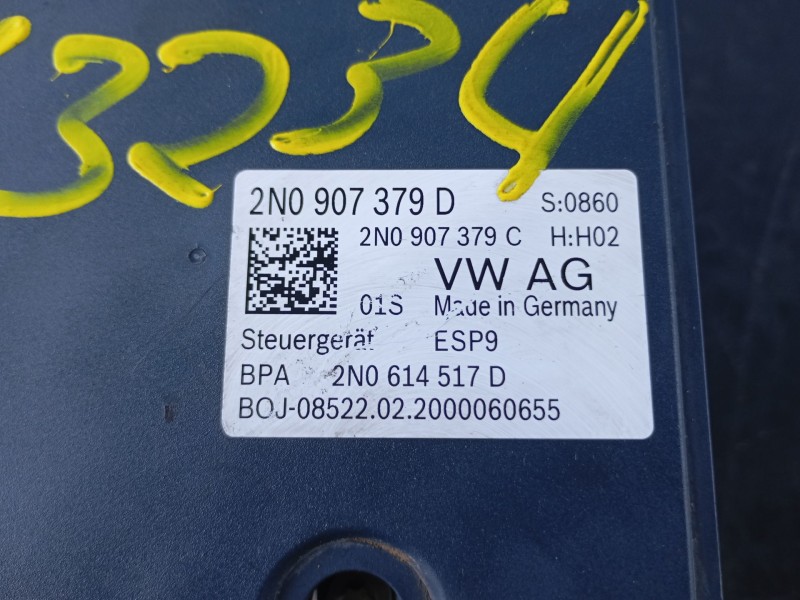 3234
2N0 907 379 D S:0860
2N0 907 379 C H:H02
VW AG
01S Made in Germany
Steuergerät ESP9
BPA 2N0 614 517 D
BOJ-08522.02.2000060655